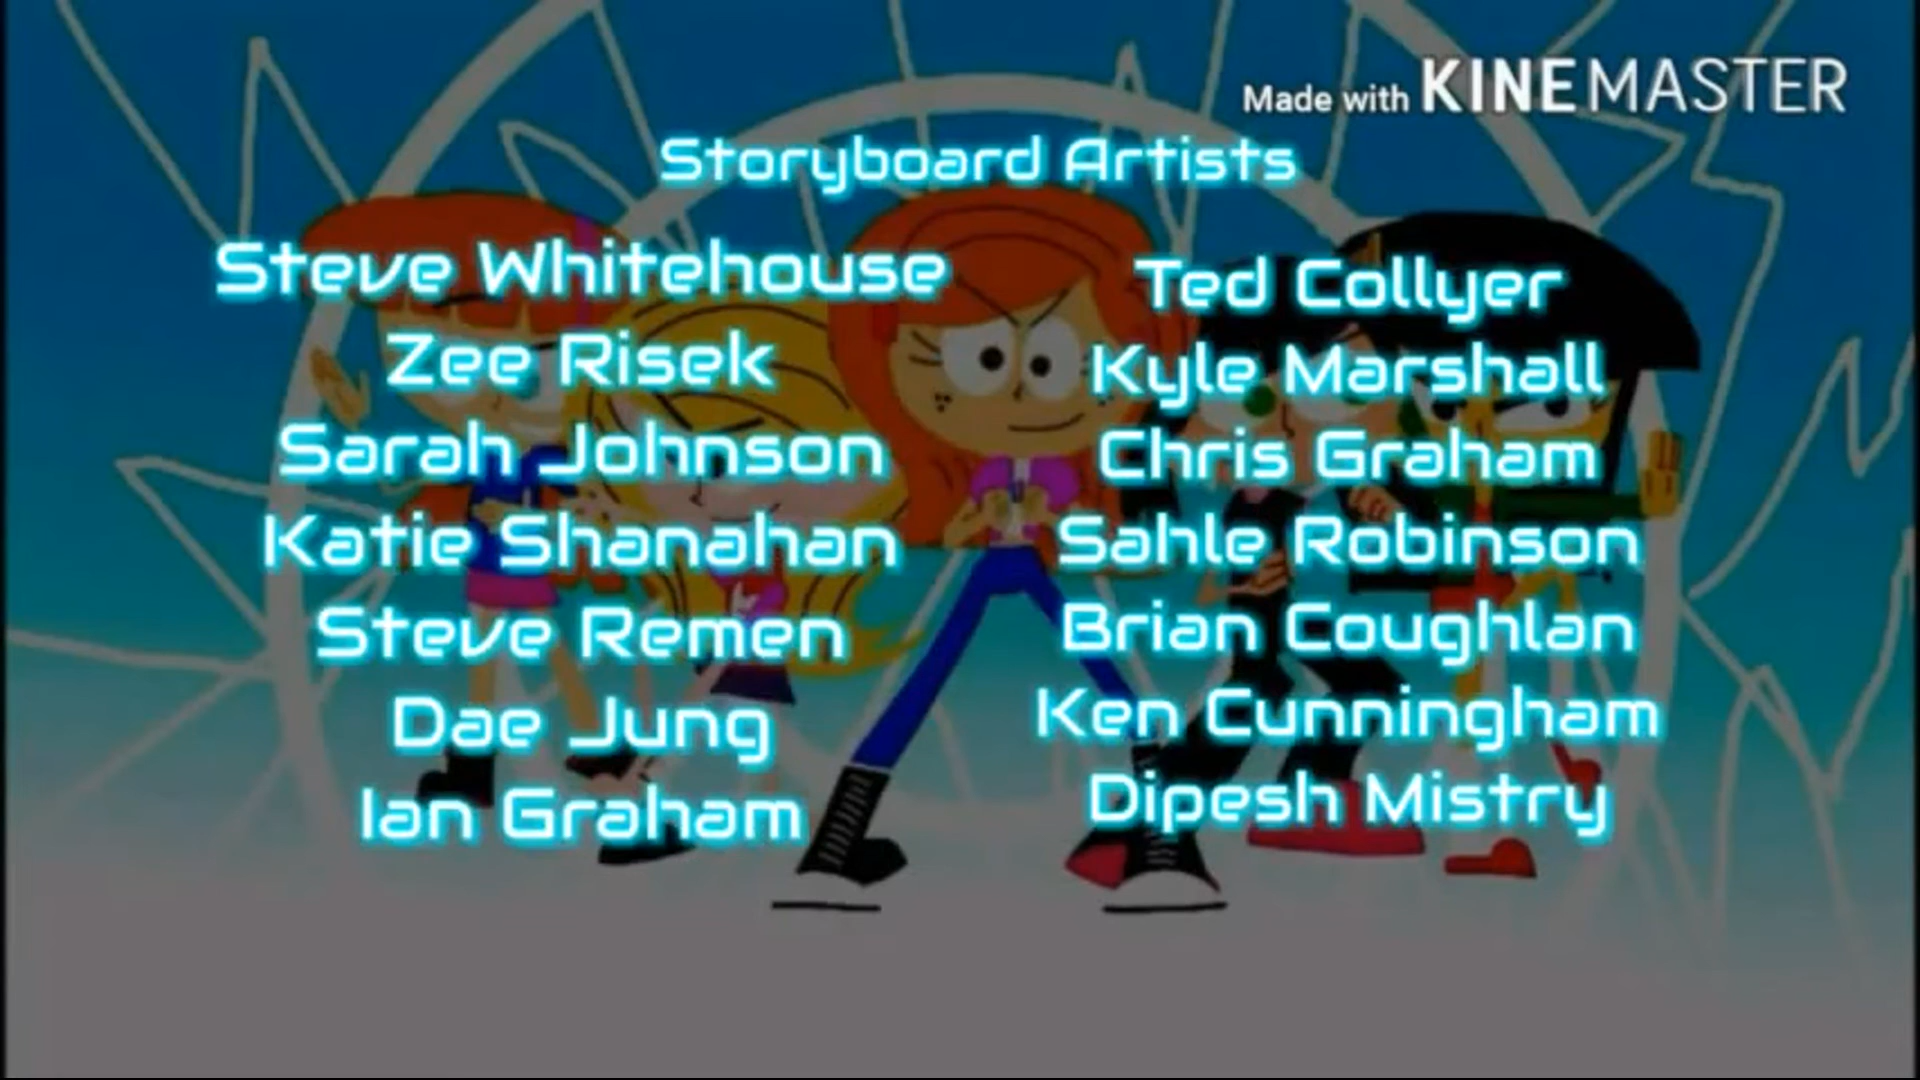 Made with KINEMASTER
Storyboard Artists
Steve Whitehouse
Zee Risek
Sarah Johnson
Katie Shanahan
Steve Remen
Dae Jung
Ian Graham
Ted Collyer
Kyle Marshall
Chris Graham
Sahle Robinson
Brian Coughlan
Ken Cunningham
Dipesh Mistry